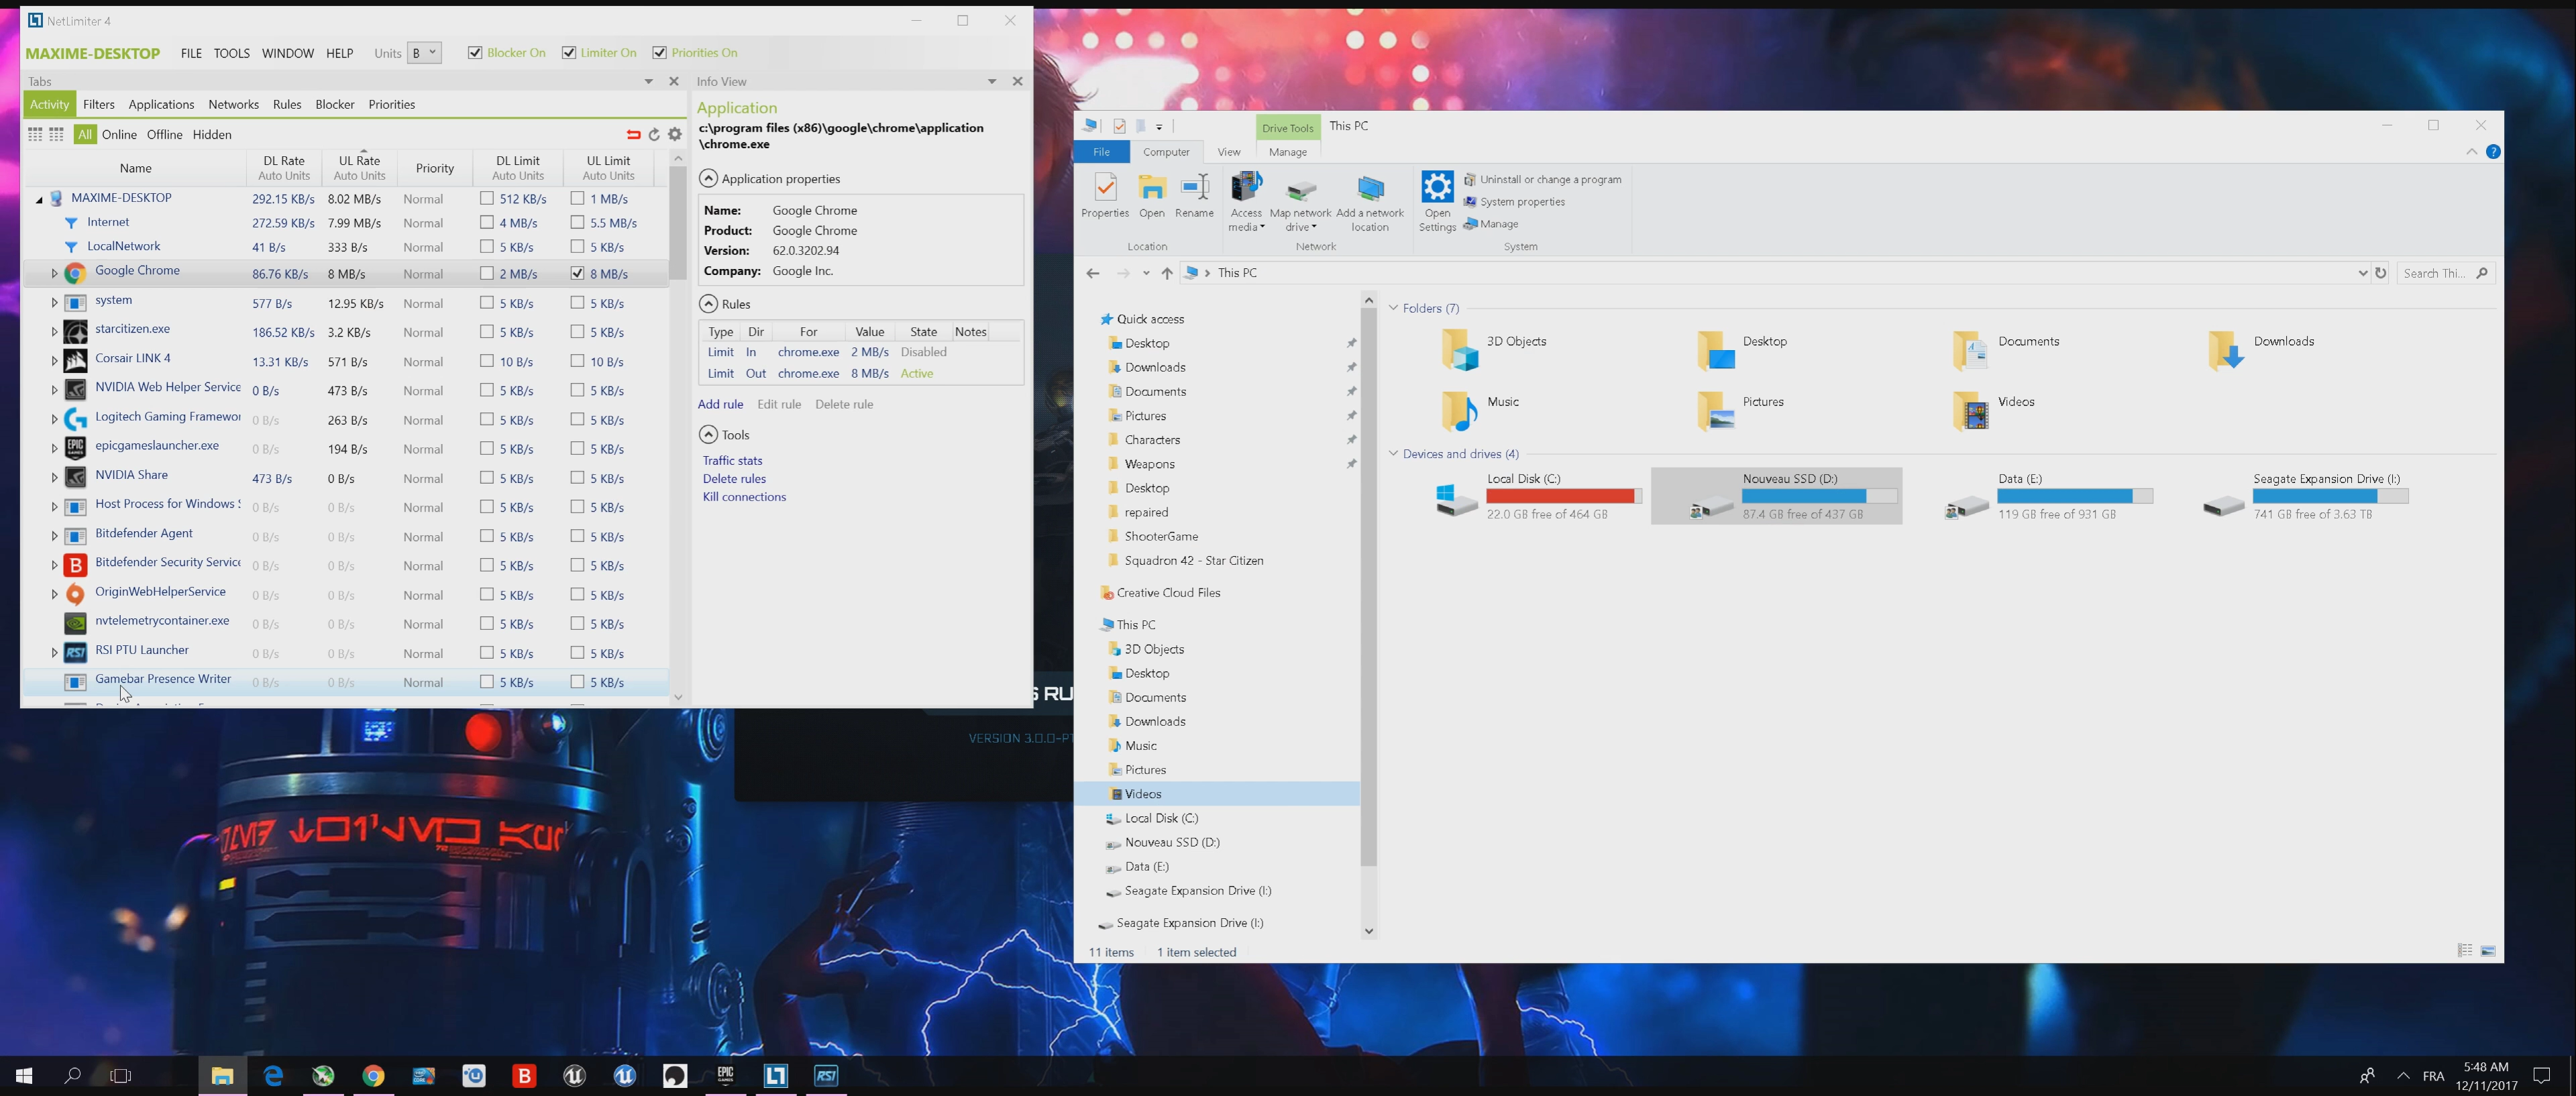 NetLimiter 4
MAXIME-DESKTOP FILE TOOLS WINDOW HELP Units B Blocker On Limiter On Priorities On
Tabs
Activity Filters Applications Networks Rules Blocker Priorities
All Online Offline Hidden
Name DL Rate UL Rate Priority DL Limit UL Limit
Auto Units Auto Units Auto Units Auto Units
MAXIME-DESKTOP 292.15 KB/s 8.02 MB/s Normal 512 KB/s 1 MB/s
Internet 272.59 KB/s 7.99 MB/s Normal 4 MB/s 5.5 MB/s
LocalNetwork 41 B/s 333 B/s Normal 5 KB/s 5 KB/s
Google Chrome 86.76 KB/s 8 MB/s Normal 2 MB/s 8 MB/s
system 577 B/s 12.95 KB/s Normal 5 KB/s 5 KB/s
starcitizen.exe 186.52 KB/s 3.2 KB/s Normal 5 KB/s 5 KB/s
Corsair LINK 4 13.31 KB/s 571 B/s Normal 10 B/s 10 B/s
NVIDIA Web Helper Service 0 B/s 473 B/s Normal 5 KB/s 5 KB/s
Logitech Gaming Framewor 0 B/s 263 B/s Normal 5 KB/s 5 KB/s
EPIC GAMES epicgameslauncher.exe 0 B/s 194 B/s Normal 5 KB/s 5 KB/s
NVIDIA Share 473 B/s 0 B/s Normal 5 KB/s 5 KB/s
Host Process for Windows S 0 B/s 0 B/s Normal 5 KB/s 5 KB/s
Bitdefender Agent 0 B/s 0 B/s Normal 5 KB/s 5 KB/s
B Bitdefender Security Service 0 B/s 0 B/s Normal 5 KB/s 5 KB/s
OriginWebHelperService 0 B/s 0 B/s Normal 5 KB/s 5 KB/s
nvtelemetrycontainer.exe 0 B/s 0 B/s Normal 5 KB/s 5 KB/s
RSI RSI PTU Launcher 0 B/s 0 B/s Normal 5 KB/s 5 KB/s
Gamebar Presence Writer 0 B/s 0 B/s Normal 5 KB/s 5 KB/s
Info View
Application
c:\program files (x86)\google\chrome\application
\chrome.exe
Application properties
Name: Google Chrome
Product: Google Chrome
Version: 62.0.3202.94
Company: Google Inc.
Rules
Type Dir For Value State Notes
Limit In chrome.exe 2 MB/s Disabled
Limit Out chrome.exe 8 MB/s Active
Add rule Edit rule Delete rule
Tools
Traffic stats
Delete rules
Kill connections
S RU
VERSION 3.0.0-PT
Drive Tools This PC
File Computer View Manage
Properties Open Rename
Access media Map network drive Add a network location
Open Settings
Uninstall or change a program
System properties
Manage
Location Network System
This PC Search Thi...
Quick access
Desktop
Downloads
Documents
Pictures
Characters
Weapons
Desktop
repaired
ShooterGame
Squadron 42 - Star Citizen
Creative Cloud Files
This PC
3D Objects
Desktop
Documents
Downloads
Music
Pictures
Videos
Local Disk (C:)
Nouveau SSD (D:)
Data (E:)
Seagate Expansion Drive (I:)
Seagate Expansion Drive (I:)
Folders (7)
3D Objects Desktop Documents Downloads
Music Pictures Videos
Devices and drives (4)
Local Disk (C:) Nouveau SSD (D:) Data (E:) Seagate Expansion Drive (I:)
22.0 GB free of 464 GB 87.4 GB free of 437 GB 119 GB free of 931 GB 741 GB free of 3.63 TB
11 items 1 item selected
B EPIC GAMES RSI
FRA 5:48 AM
12/11/2017